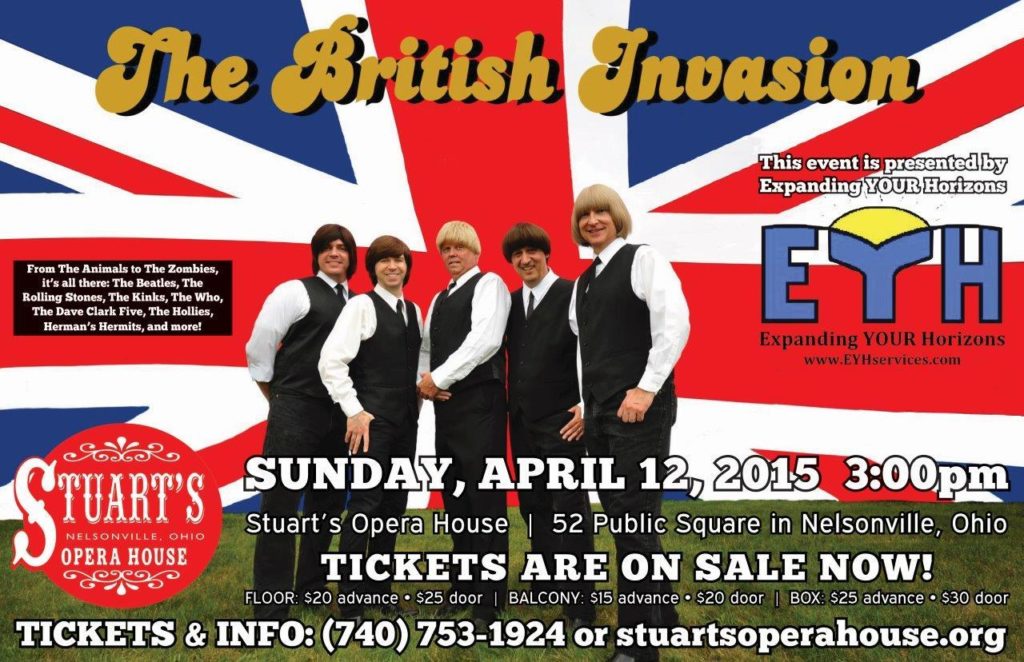 The British Invasion
This event is presented by
Expanding YOUR Horizons
EYH
Expanding YOUR Horizons
www.EYHservices.com
From The Animals to The Zombies,
it's all there: The Beatles, The
Rolling Stones, The Kinks, The Who,
The Dave Clark Five, The Hollies,
Herman's Hermits, and more!
STUART'S
NELSONVILLE, OHIO
OPERA HOUSE
SUNDAY, APRIL 12, 2015 3:00pm
Stuart's Opera House | 52 Public Square in Nelsonville, Ohio
TICKETS ARE ON SALE NOW!
FLOOR: $20 advance • $25 door | BALCONY: $15 advance • $20 door | BOX: $25 advance • $30 door
TICKETS & INFO: (740) 753-1924 or stuartsoperahouse.org